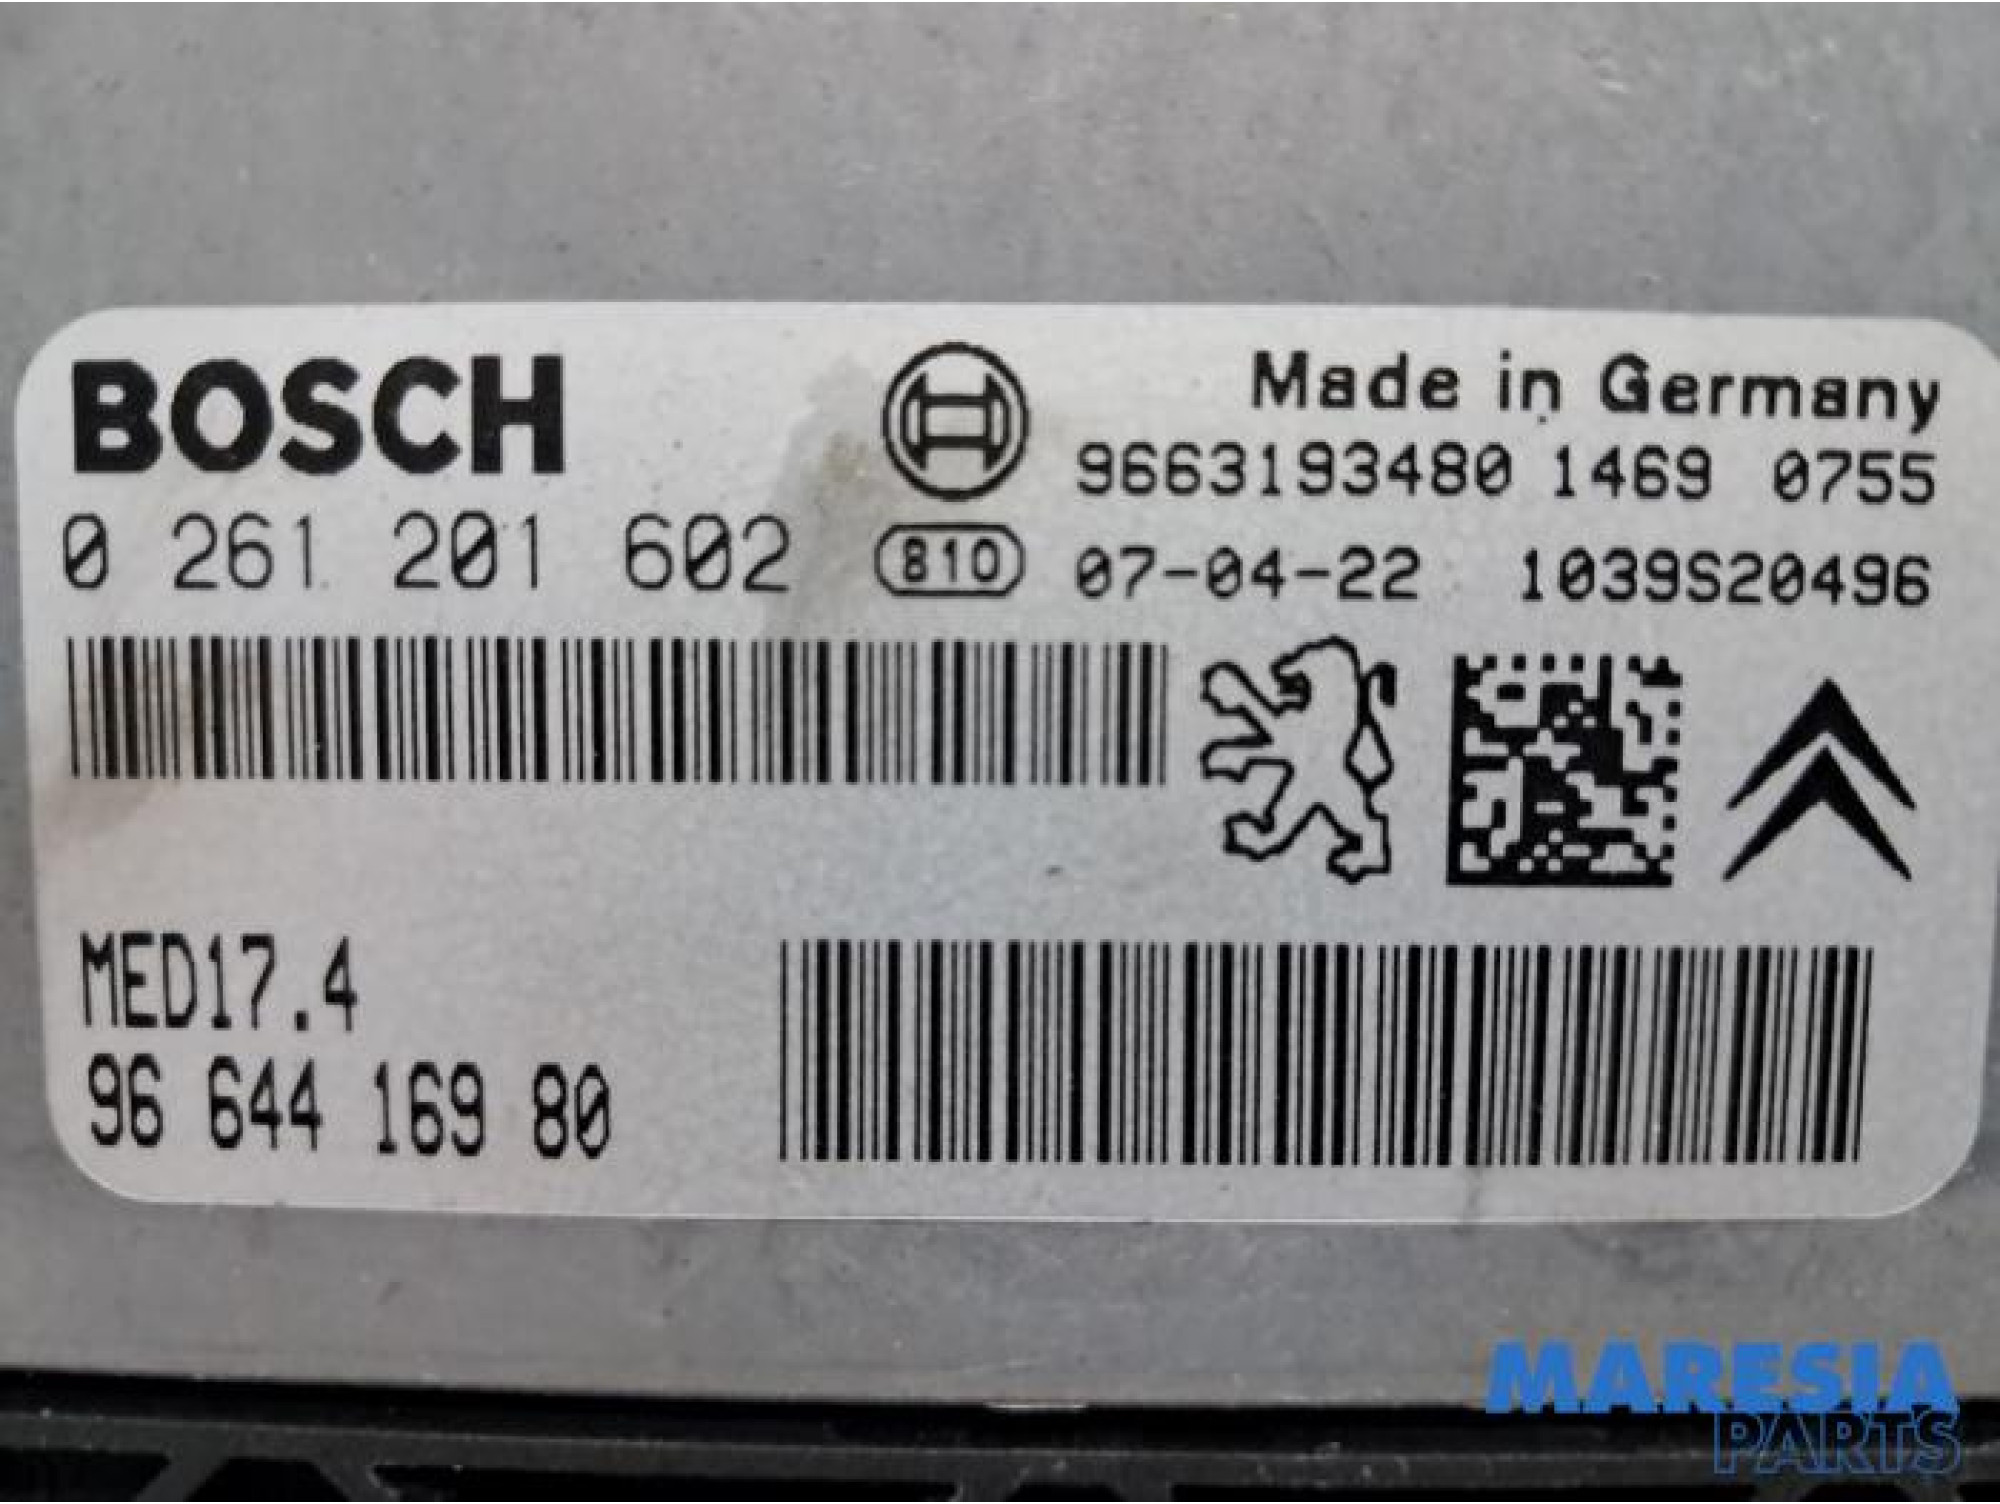 BOSCH
Made in Germany
9663193480 1469 0755
0 261 201 602
810
07-04-22 1039S20496
MED17.4
96 644 169 80
MARESIA
PARTS